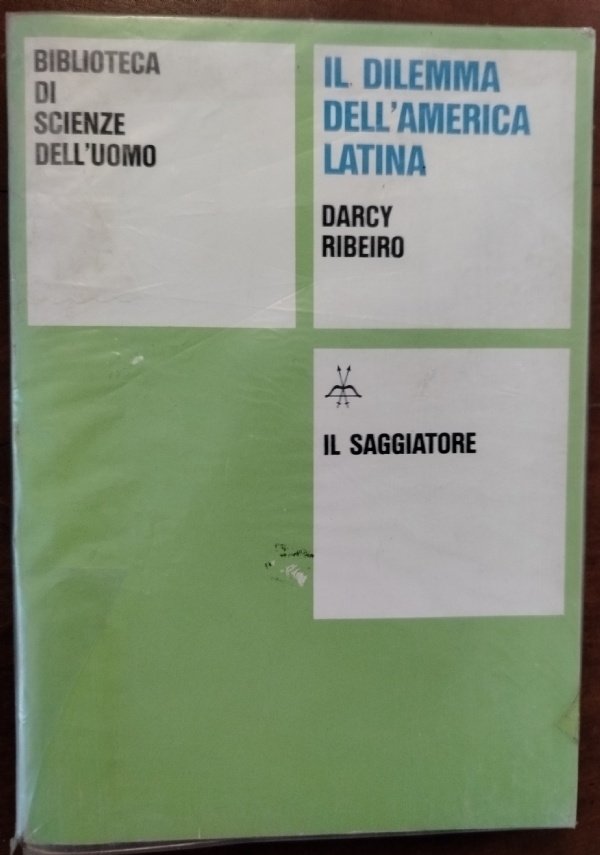 BIBLIOTECA
DI
SCIENZE
DELL'UOMO
IL DILEMMA
DELL'AMERICA
LATINA
DARCY
RIBEIRO
IL SAGGIATORE